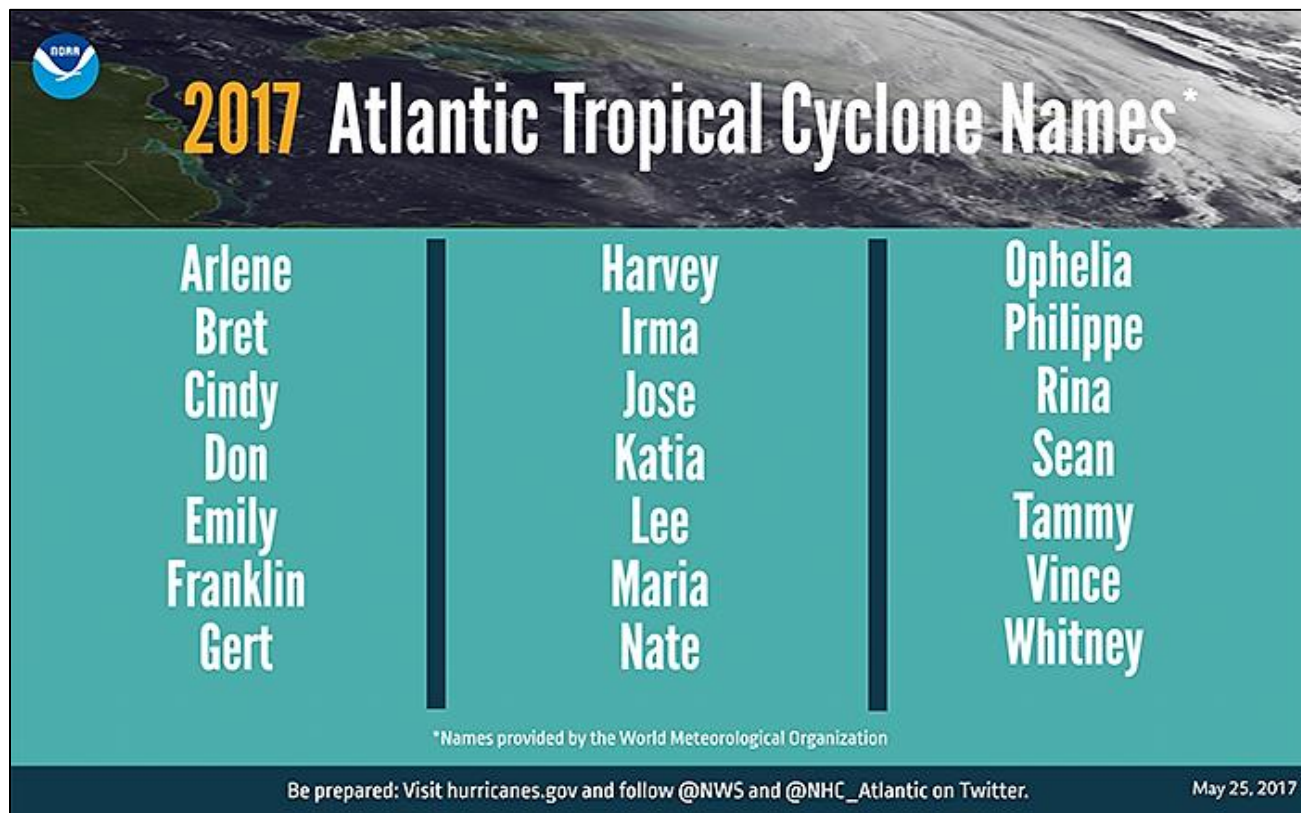 NOAA
2017 Atlantic Tropical Cyclone Names*
Arlene
Bret
Cindy
Don
Emily
Franklin
Gert
Harvey
Irma
Jose
Katia
Lee
Maria
Nate
Ophelia
Philippe
Rina
Sean
Tammy
Vince
Whitney
*Names provided by the World Meteorological Organization
Be prepared: Visit hurricanes.gov and follow @NWS and @NHC_Atlantic on Twitter.
May 25, 2017